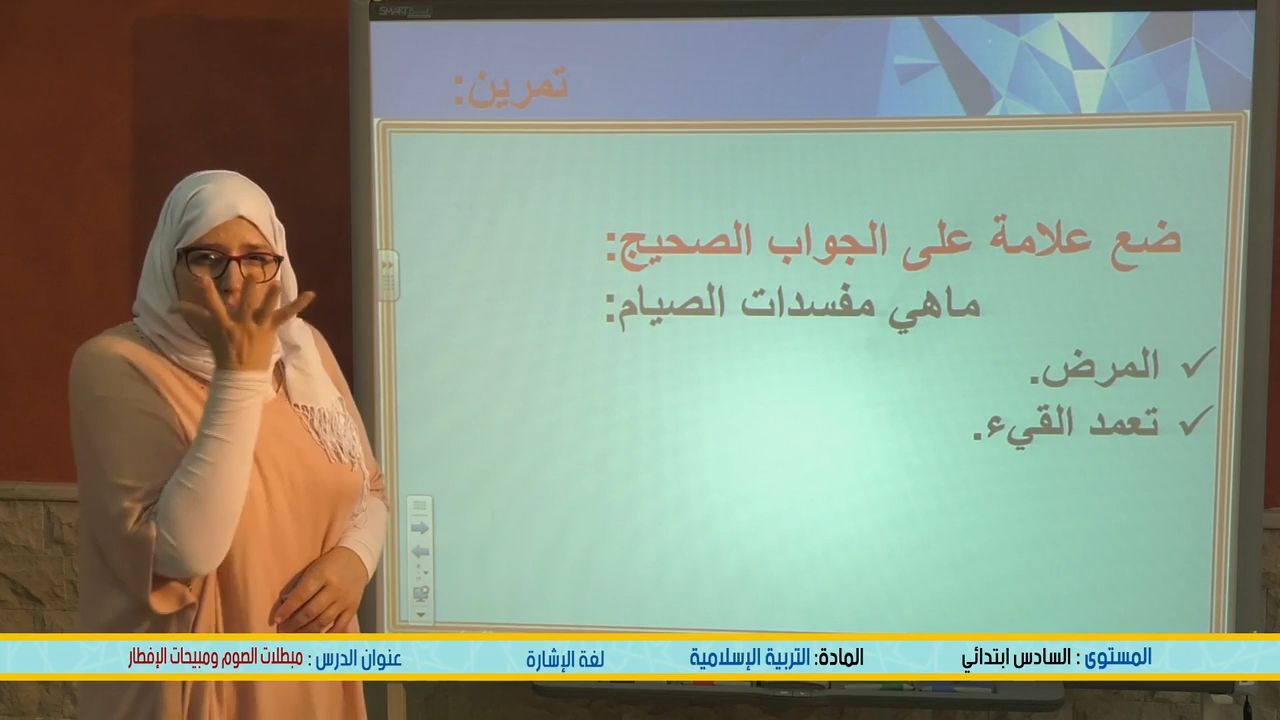 SMART
تمرين:
ضع علامة على الجواب الصحيح:
ماهي مفسدات الصيام:
✓ المرض.
✓ تعمد القيء.
المستوى : السادس ابتدائي المادة: التربية الإسلامية لغة الإشارة عنوان الدرس : مبطلات الصوم ومبيحات الإفطار